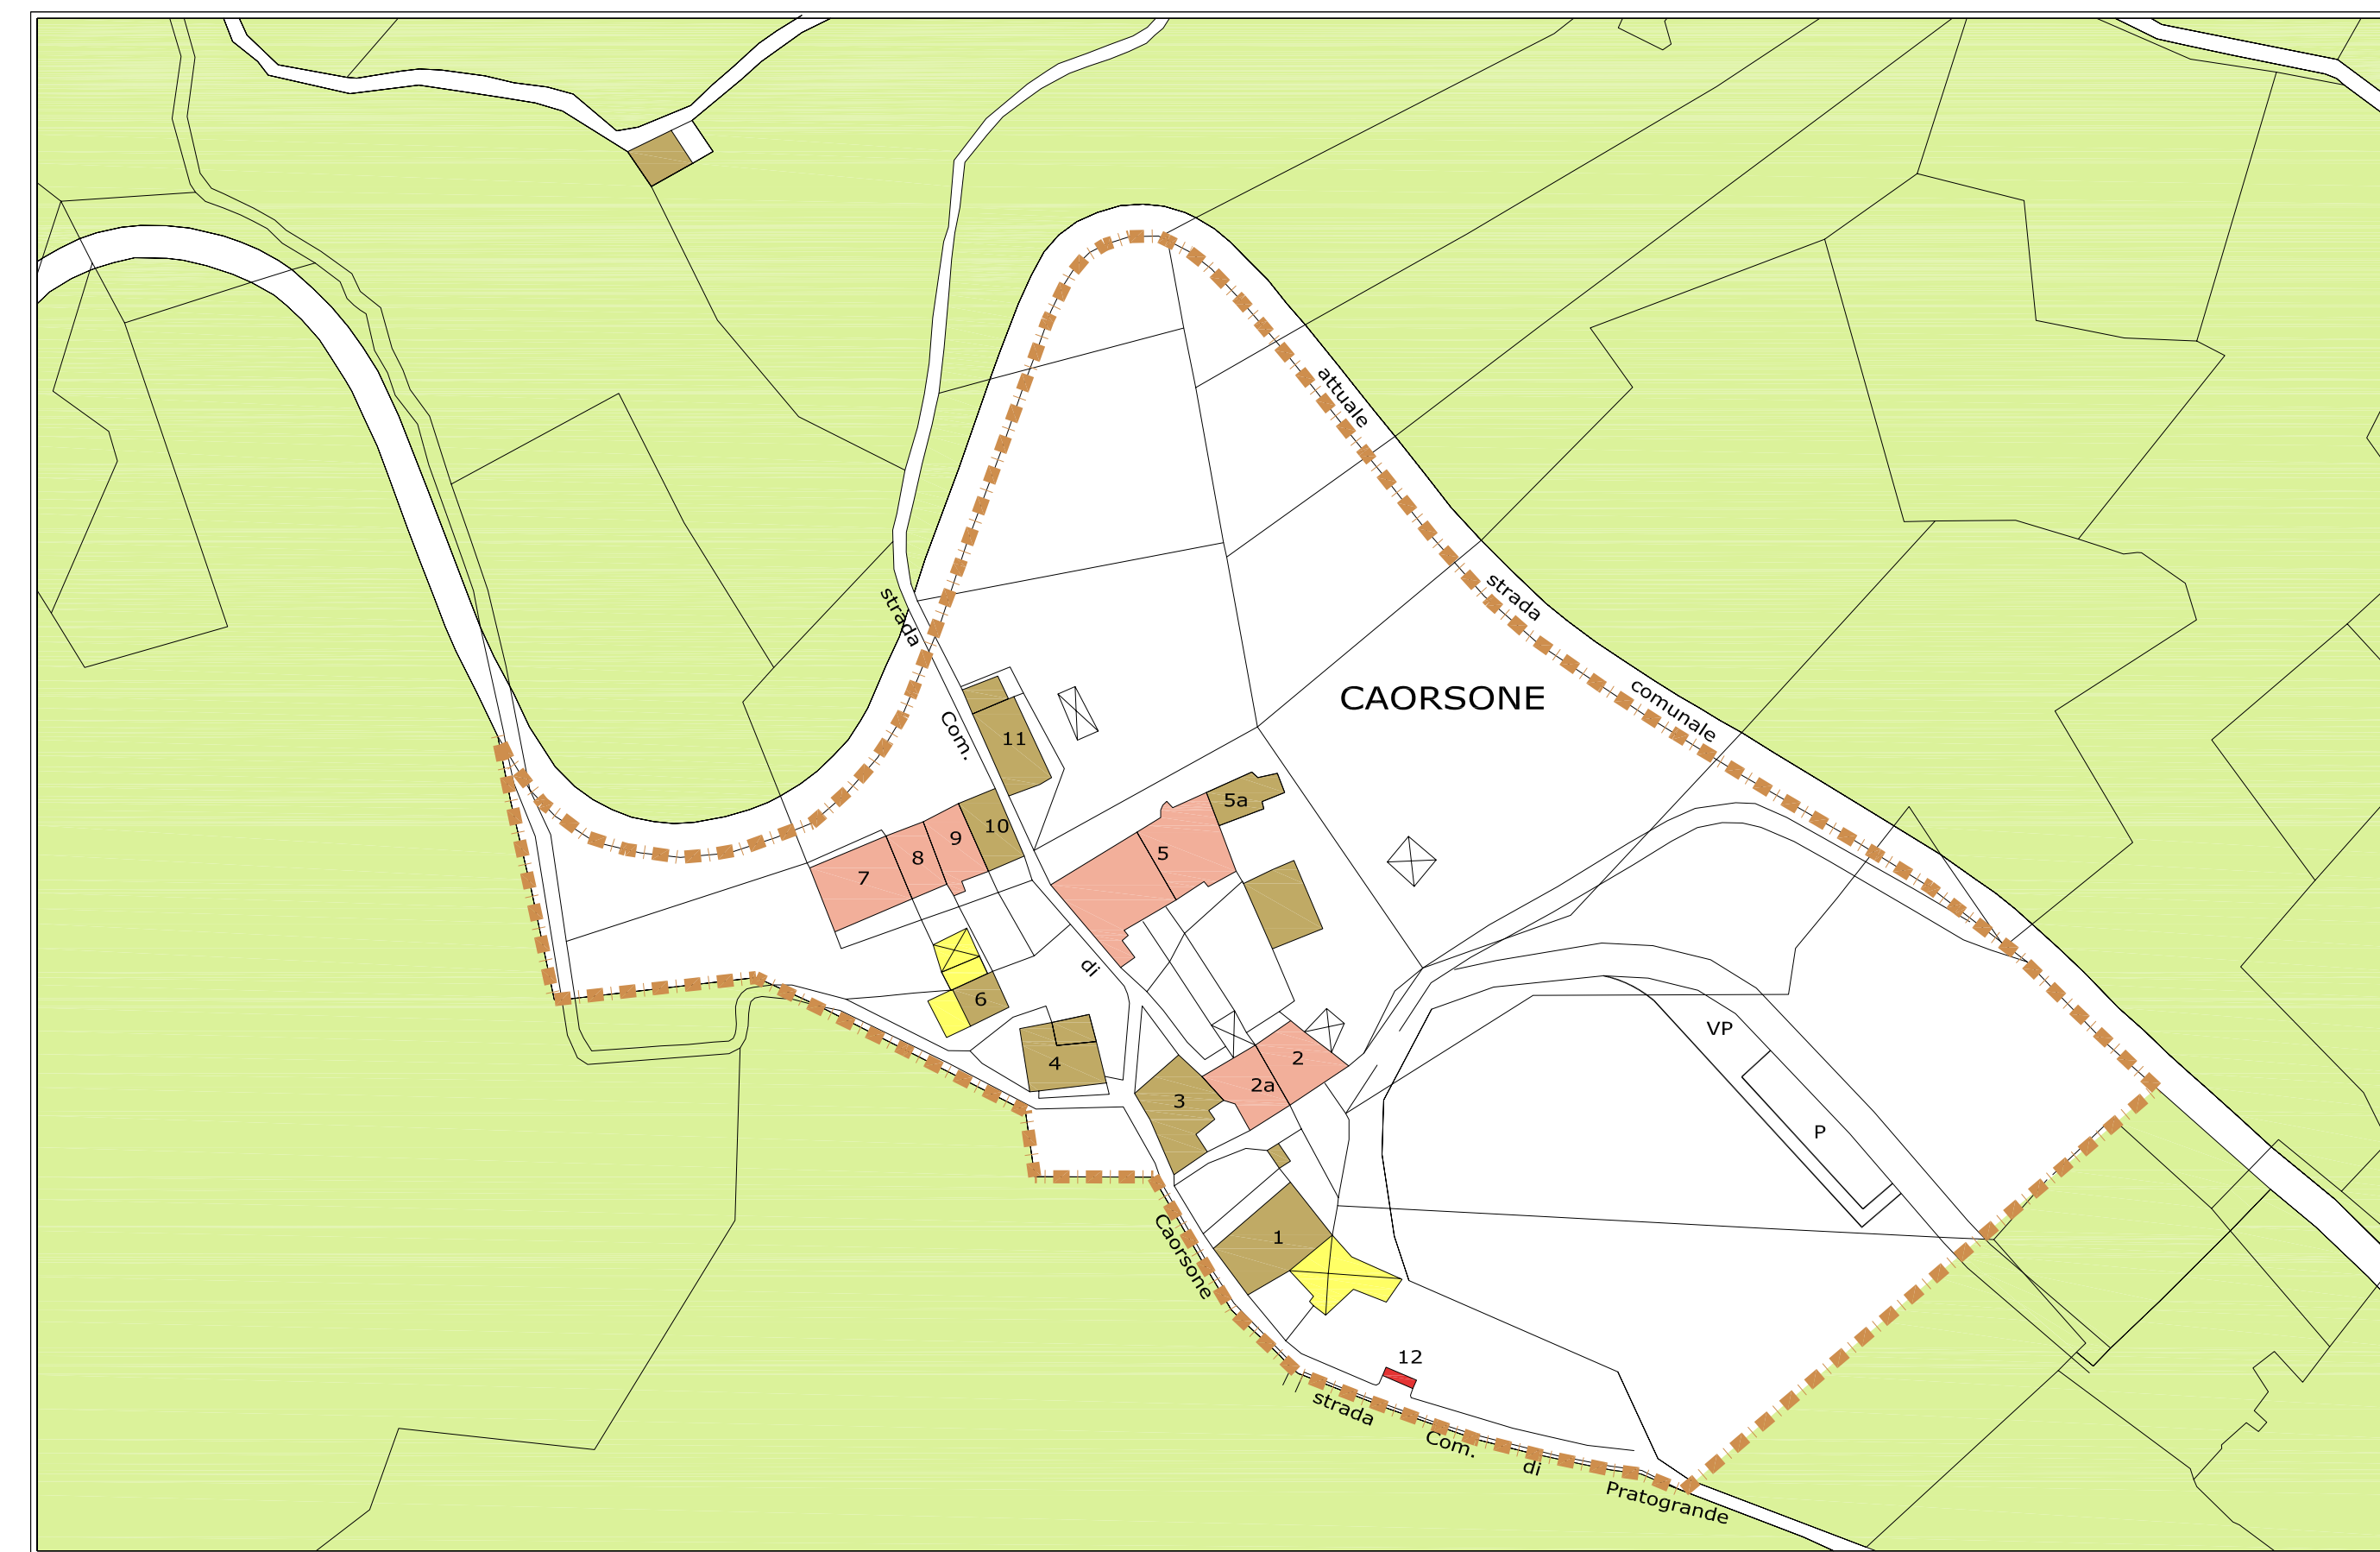 attuale
strada
comunale
CAORSONE
strada
Com.
di
Caorsone
11
10
9
8
7
5a
5
6
4
VP
P
2
2a
3
1
12
strada
Com.
di
Pratogrande